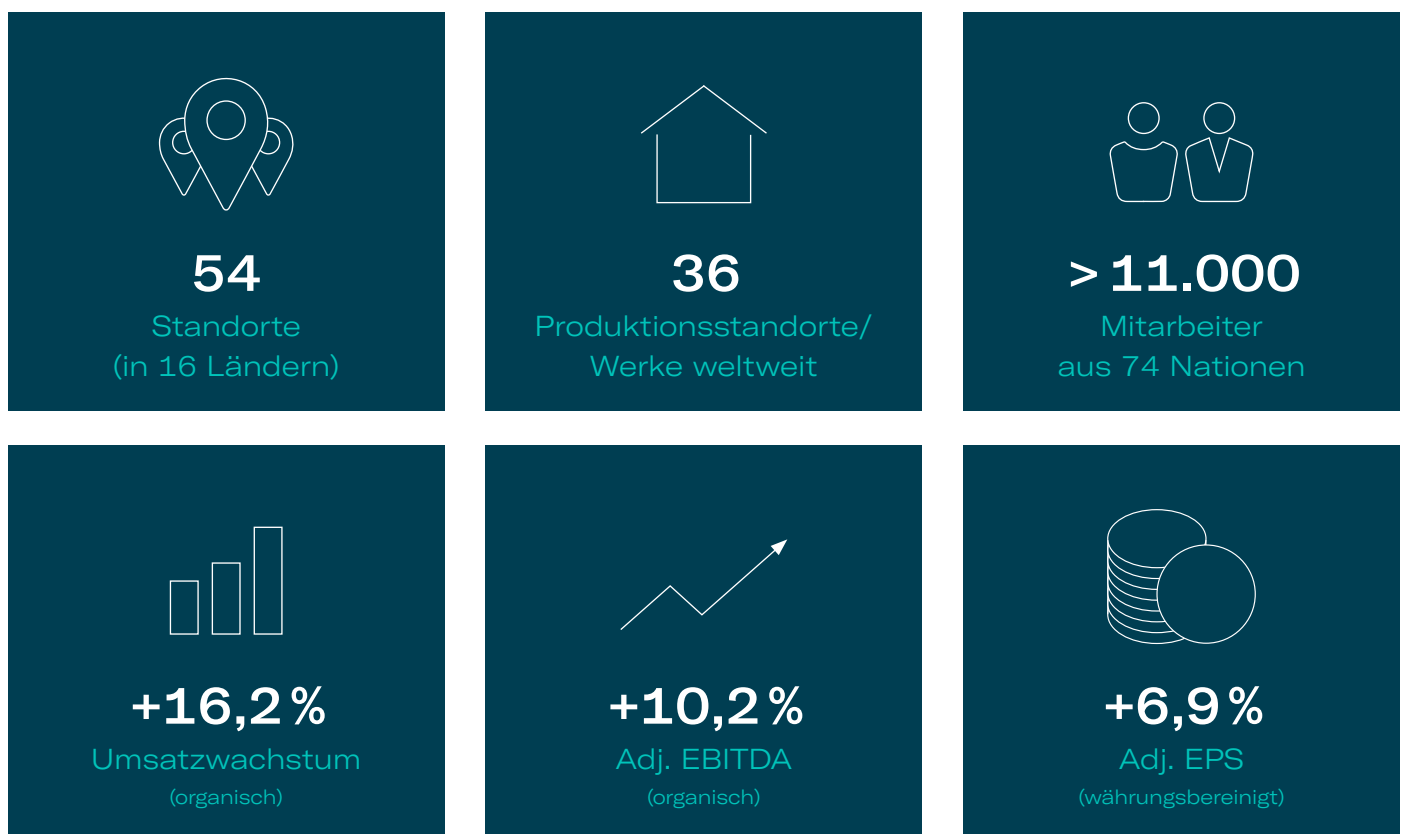 54
Standorte
(in 16 Ländern)
36
Produktionsstandorte/
Werke weltweit
> 11.000
Mitarbeiter
aus 74 Nationen
+16,2 %
Umsatzwachstum
(organisch)
+10,2 %
Adj. EBITDA
(organisch)
+6,9 %
Adj. EPS
(währungsbereinigt)